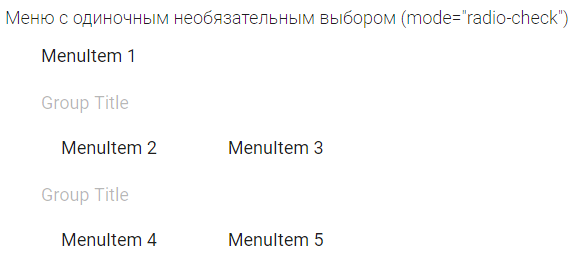 Меню с одиночным необязательным выбором (mode="radio-check")
MenuItem 1
Group Title
MenuItem 2 MenuItem 3
Group Title
MenuItem 4 MenuItem 5